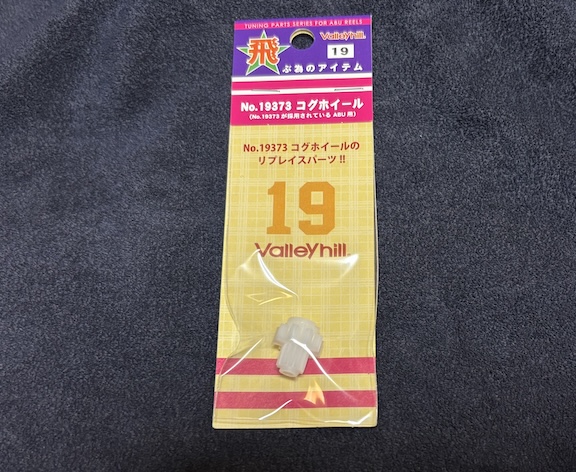 TUNING PARTS SERIES FOR ABU REELS
飛
Valleyhill
19
ぶ為のアイテム
No.19373 コグホイール
(No.19373 が採用されている ABU 用)
No.19373 コグホイールの
リプレイスパーツ!!
19
Valleyhill